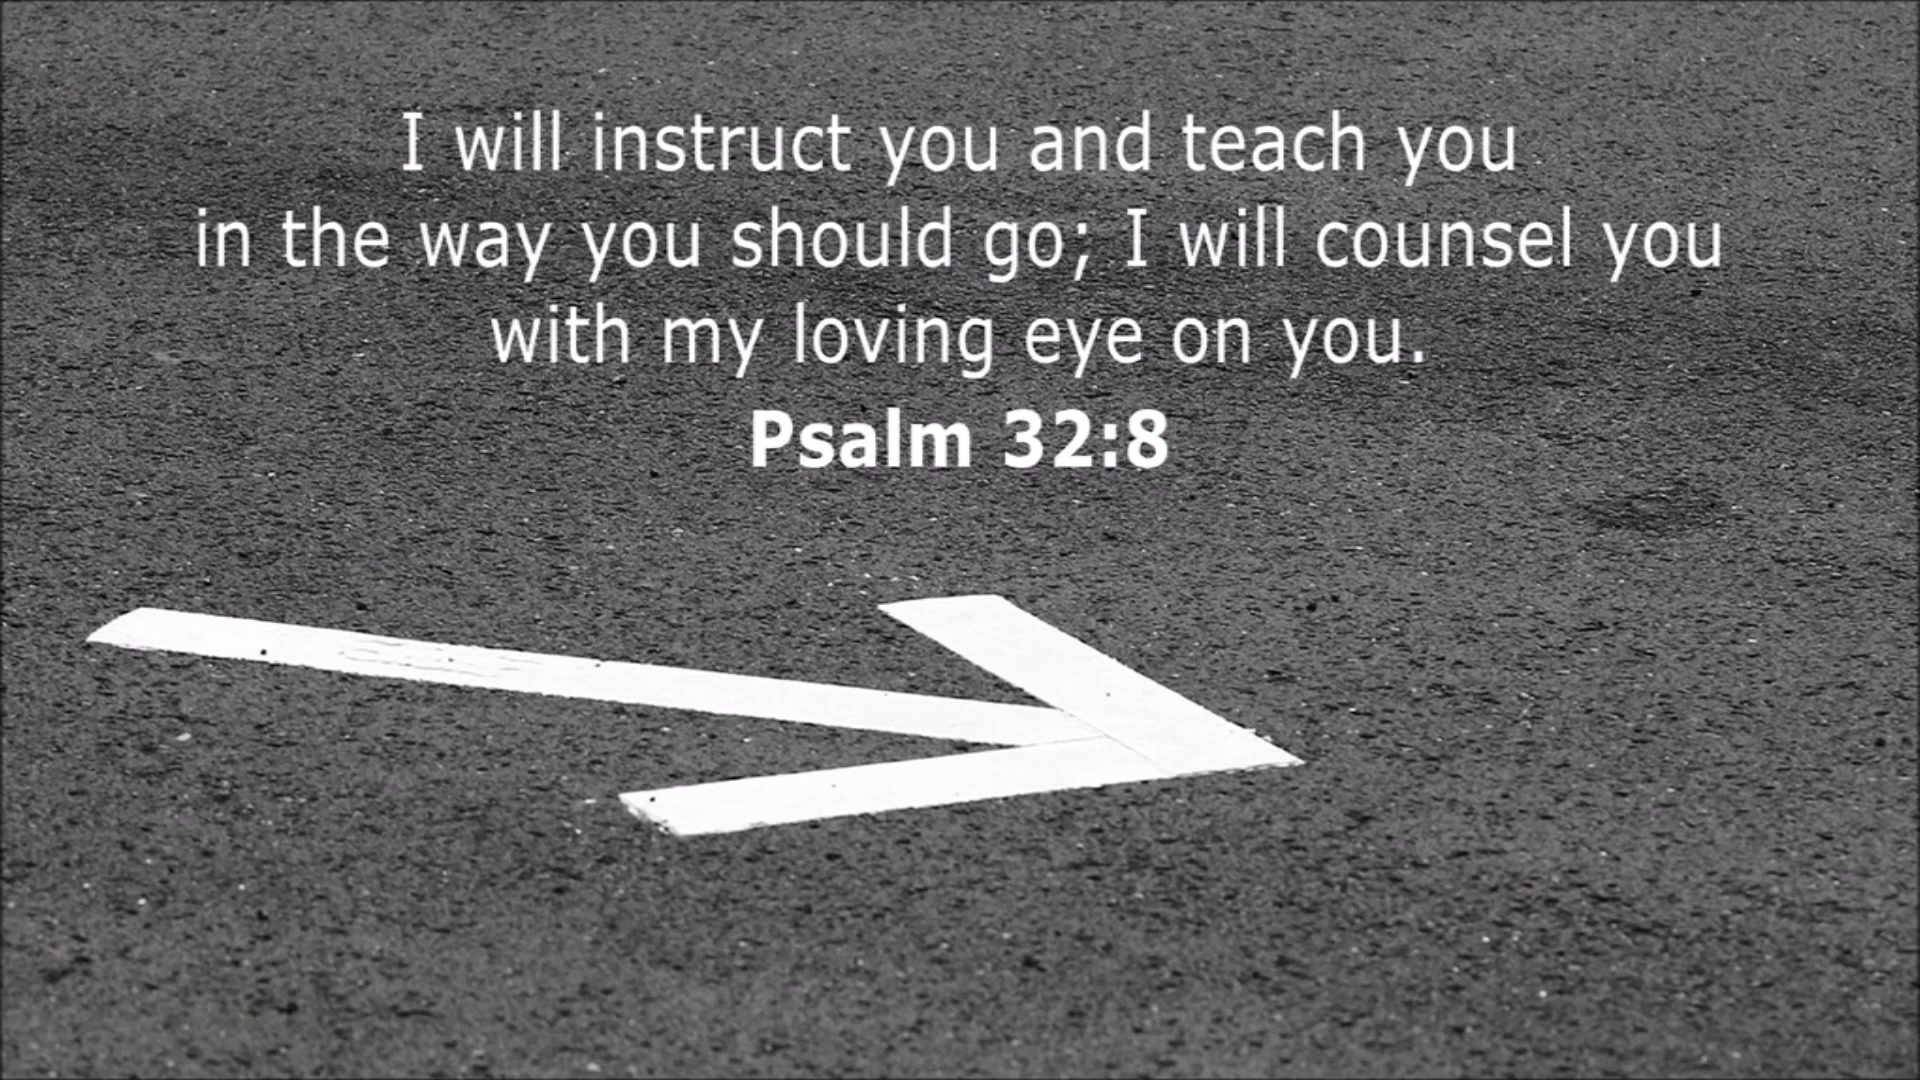 I will instruct you and teach you
in the way you should go; I will counsel you
with my loving eye on you.
Psalm 32:8